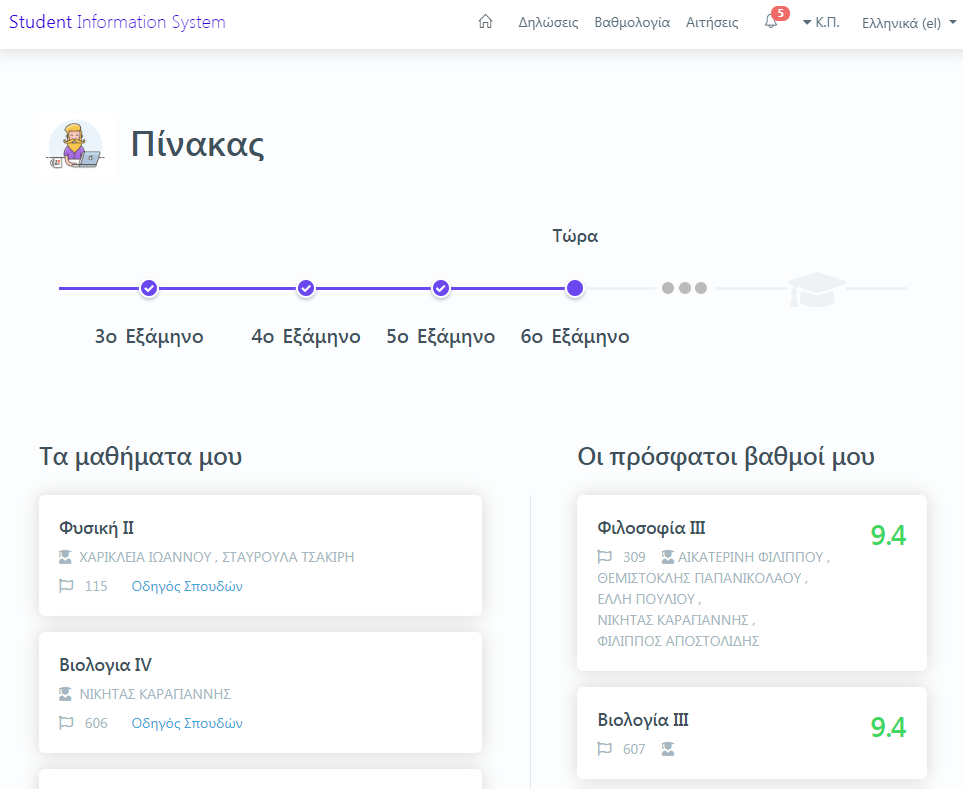 Student Information System
Δηλώσεις Βαθμολογία Αιτήσεις 5 Κ.Π. Ελληνικά (el)
Πίνακας
Τώρα
3ο Εξάμηνο 4ο Εξάμηνο 5ο Εξάμηνο 6ο Εξάμηνο
Τα μαθήματα μου
Φυσική II
ΧΑΡΙΚΛΕΙΑ ΙΩΑΝΝΟΥ , ΣΤΑΥΡΟΥΛΑ ΤΣΑΚΙΡΗ
115 Οδηγός Σπουδών
Βιολογια IV
ΝΙΚΗΤΑΣ ΚΑΡΑΓΙΑΝΝΗΣ
606 Οδηγός Σπουδών
Οι πρόσφατοι βαθμοί μου
Φιλοσοφία III
9.4
309 ΑΙΚΑΤΕΡΙΝΗ ΦΙΛΙΠΠΟΥ ,
ΘΕΜΙΣΤΟΚΛΗΣ ΠΑΠΑΝΙΚΟΛΑΟΥ ,
ΕΛΛΗ ΠΟΥΛΙΟΥ ,
ΝΙΚΗΤΑΣ ΚΑΡΑΓΙΑΝΝΗΣ ,
ΦΙΛΙΠΠΟΣ ΑΠΟΣΤΟΛΙΔΗΣ
Βιολογία III
9.4
607